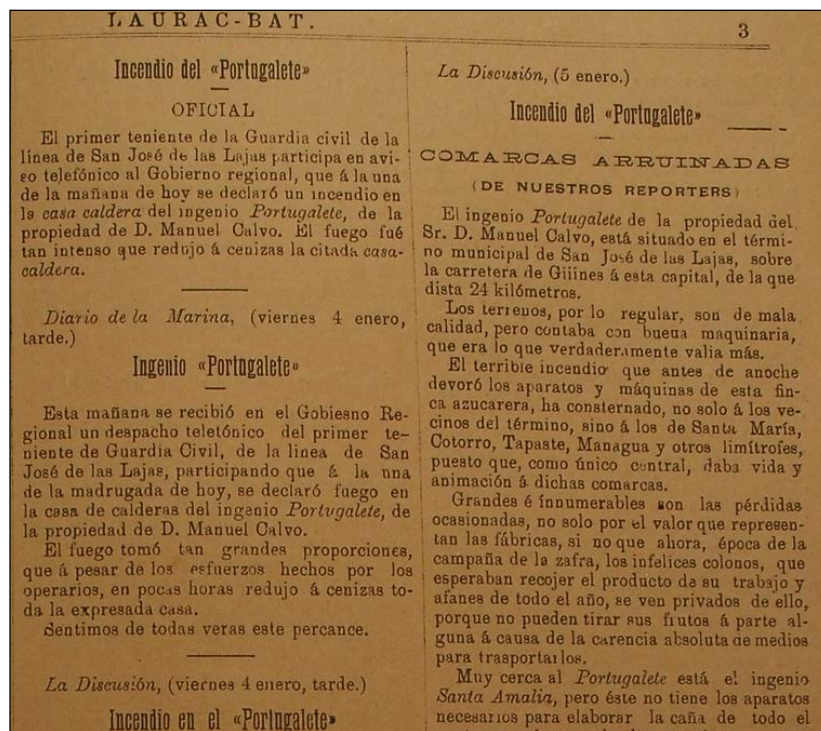 LAURAC-BAT.
3
Incendio del «Portugalete»
OFICIAL
El primer teniente de la Guardia civil de la
línea de San José de las Lajas participa en avi-
so telefónico al Gobierno regional, que á la una
de la mañana de hoy se declaró un incendio en
la casa caldera del ingenio Portugalete, de la
propiedad de D. Manuel Calvo. El fuego fué
tan intenso que redujo á cenizas la citada casa-
caldera.
Diario de la Marina, (viernes 4 enero,
tarde.)
Ingenio «Portugalete»
Esta mañana se recibió en el Gobiesno Re-
gional un despacho teletónico del primer te-
niente de Guardia Civil, de la linea de San
José de las Lajas, participando que á la una
de la madrugada de hoy, se declaró fuego en
la casa de calderas del ingenio Portvgalete, de
la propiedad de D. Manuel Calvo.
El fuego tomó tan grandes proporciones,
que á pesar de los esfuerzos hechos por los
operarios, en pocas horas redujo á cenizas to-
da la expresada casa.
Sentimos de todas veras este percance.
La Discusión, (viernes 4 enero, tarde.)
Incendio en el «Portugalete»
La Discusión, (5 enero.)
Incendio del «Portugalete»
COMARCAS ARRUINADAS
(DE NUESTROS REPORTERS)
El ingenio Portugalete de la propiedad del
Sr. D. Manuel Calvo, está situado en el térmi-
no municipal de San José de las Lajas, sobre
la carretera de Giiines á esta capital, de la que
dista 24 kilómetros.
Los terrenos, por lo regular, son de mala
calidad, pero contaba con buena maquinaria,
que era lo que verdaderamente valia más.
El terrible incendio que antes de anoche
devoró los aparatos y máquinas de esta fin-
ca azucarera, ha consternado, no solo á los ve-
cinos del término, sino á los de Santa María,
Cotorro, Tapaste, Managua y otros limítrofes,
puesto que, como único central, daba vida y
animación á dichas comarcas.
Grandes é innumerables son las pérdidas
ocasionadas, no solo por el valor que represen-
tan las fábricas, si no que ahora, época de la
campaña de la zafra, los infelices colonos, que
esperaban recojer el producto de su trabajo y
afanes de todo el año, se ven privados de ello,
porque no pueden tirar sus frutos á parte al-
guna á causa de la carencia absoluta de medios
para trasportarlos.
Muy cerca al Portugalete está el ingenio
Santa Amalia, pero éste no tiene los aparatos
necesarios para elaborar la caña de todo el